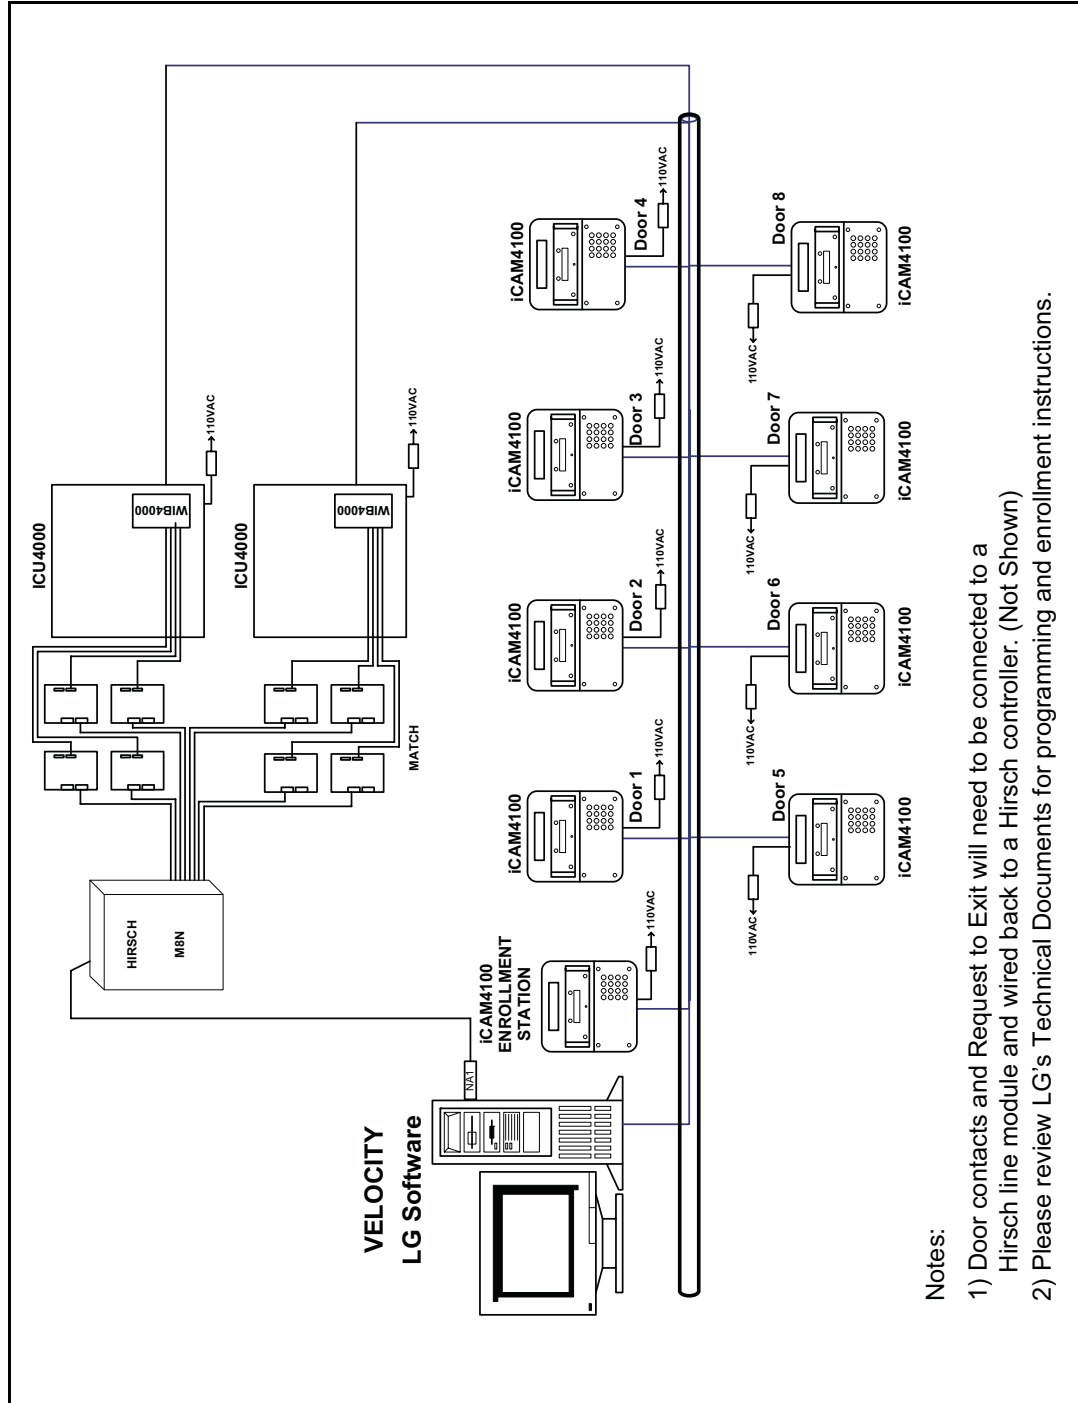 ICU4000
WIB4000
110VAC
ICU4000
WIB4000
110VAC
MATCH
HIRSCH
M8N
NA1
VELOCITY
LG Software
iCAM4100
ENROLLMENT
STATION
110VAC
iCAM4100
Door 1
110VAC
iCAM4100
Door 2
110VAC
iCAM4100
Door 3
110VAC
iCAM4100
Door 4
110VAC
110VAC
Door 5
iCAM4100
110VAC
Door 6
iCAM4100
110VAC
Door 7
iCAM4100
110VAC
Door 8
iCAM4100
Notes:
1) Door contacts and Request to Exit will need to be connected to a
Hirsch line module and wired back to a Hirsch controller. (Not Shown)
2) Please review LG's Technical Documents for programming and enrollment instructions.